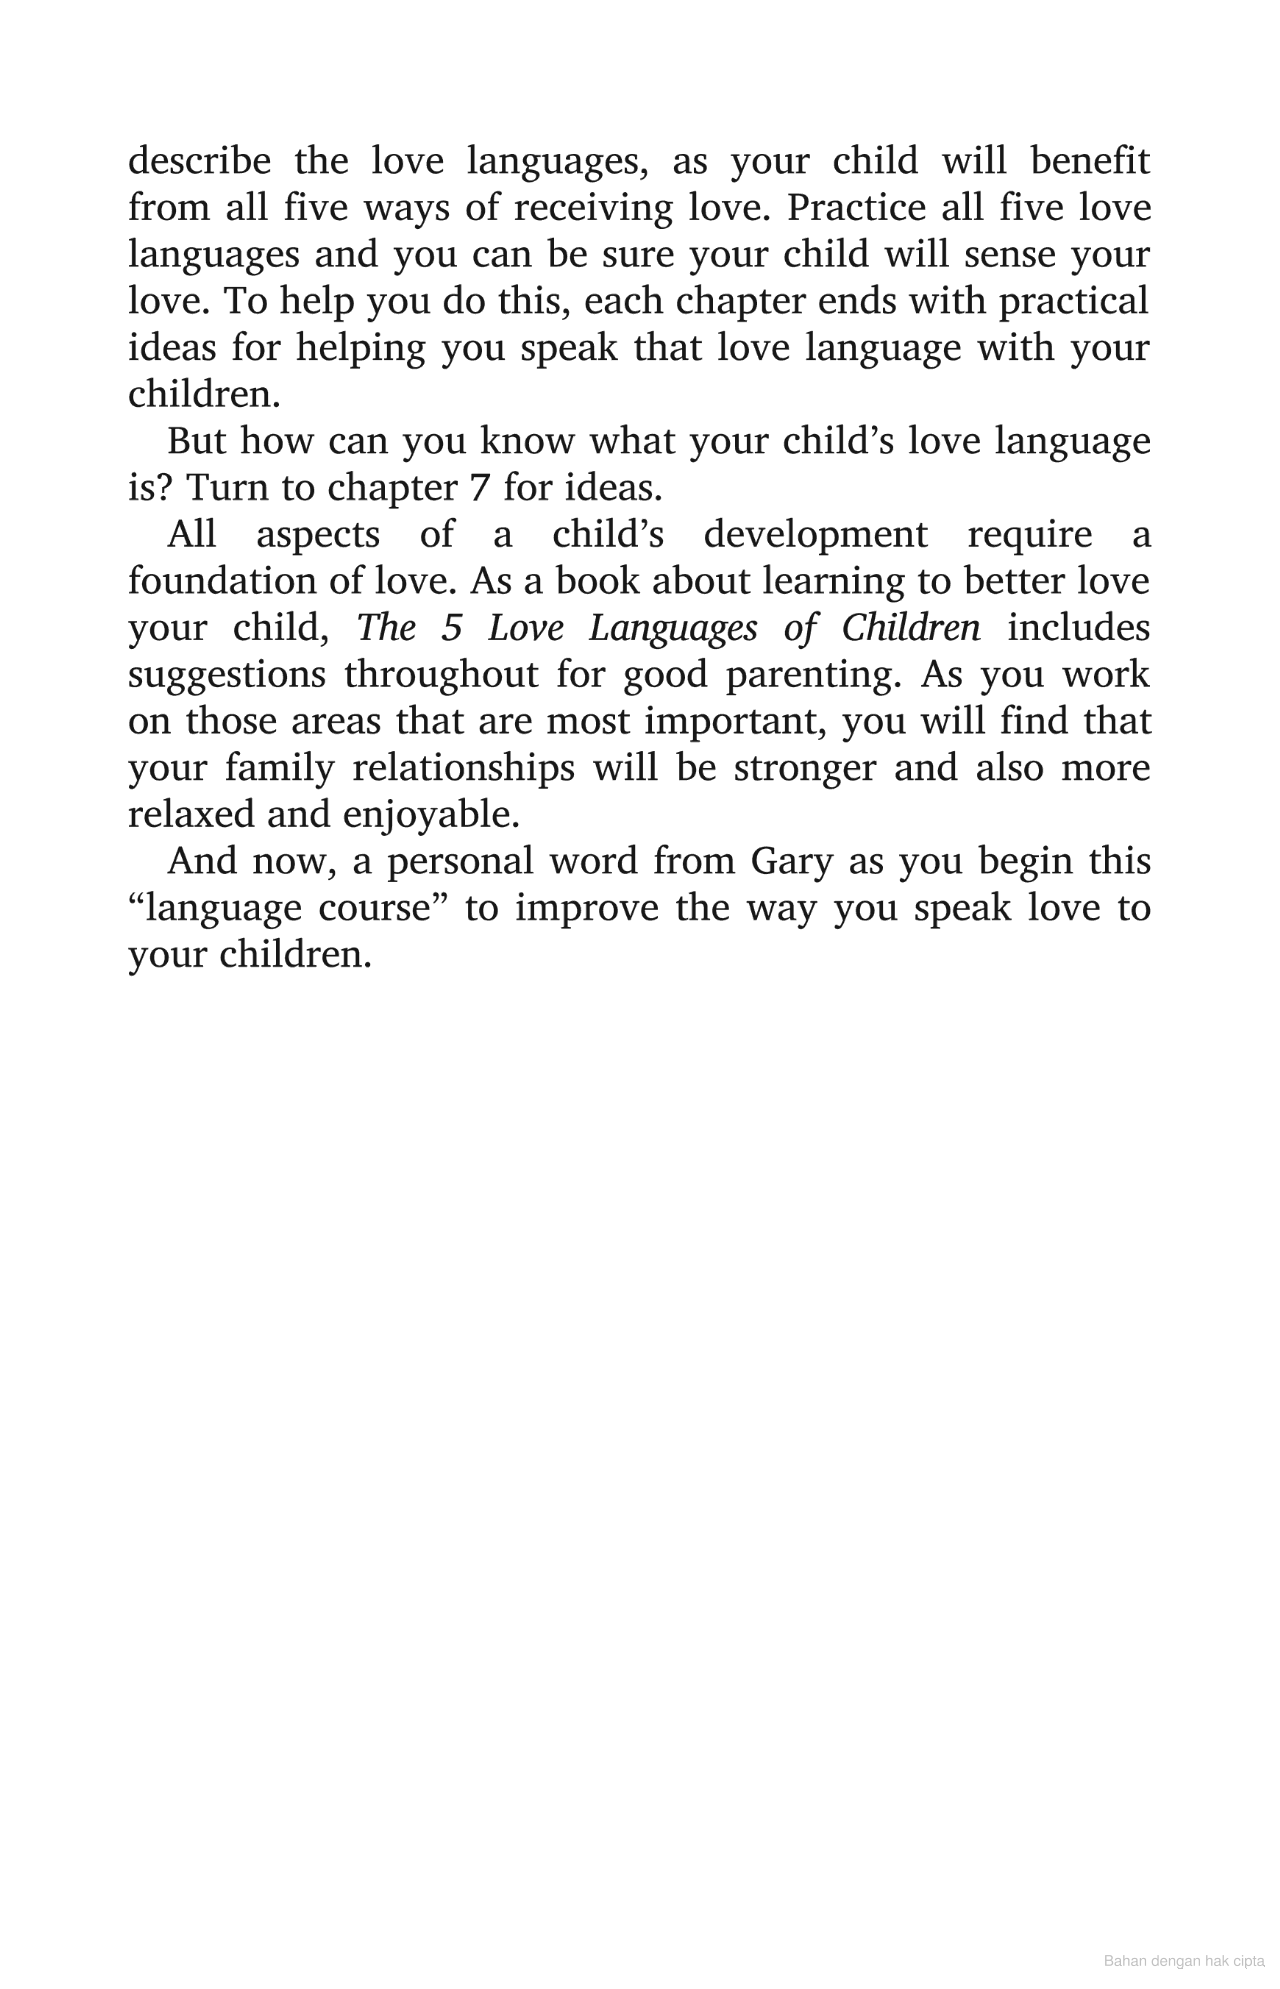 describe the love languages, as your child will benefit
from all five ways of receiving love. Practice all five love
languages and you can be sure your child will sense your
love. To help you do this, each chapter ends with practical
ideas for helping you speak that love language with your
children.
But how can you know what your child’s love language
is? Turn to chapter 7 for ideas.
All aspects of a child’s development require a
foundation of love. As a book about learning to better love
your child, The 5 Love Languages of Children includes
suggestions throughout for good parenting. As you work
on those areas that are most important, you will find that
your family relationships will be stronger and also more
relaxed and enjoyable.
And now, a personal word from Gary as you begin this
“language course” to improve the way you speak love to
your children.
Bahan dengan hak cipta